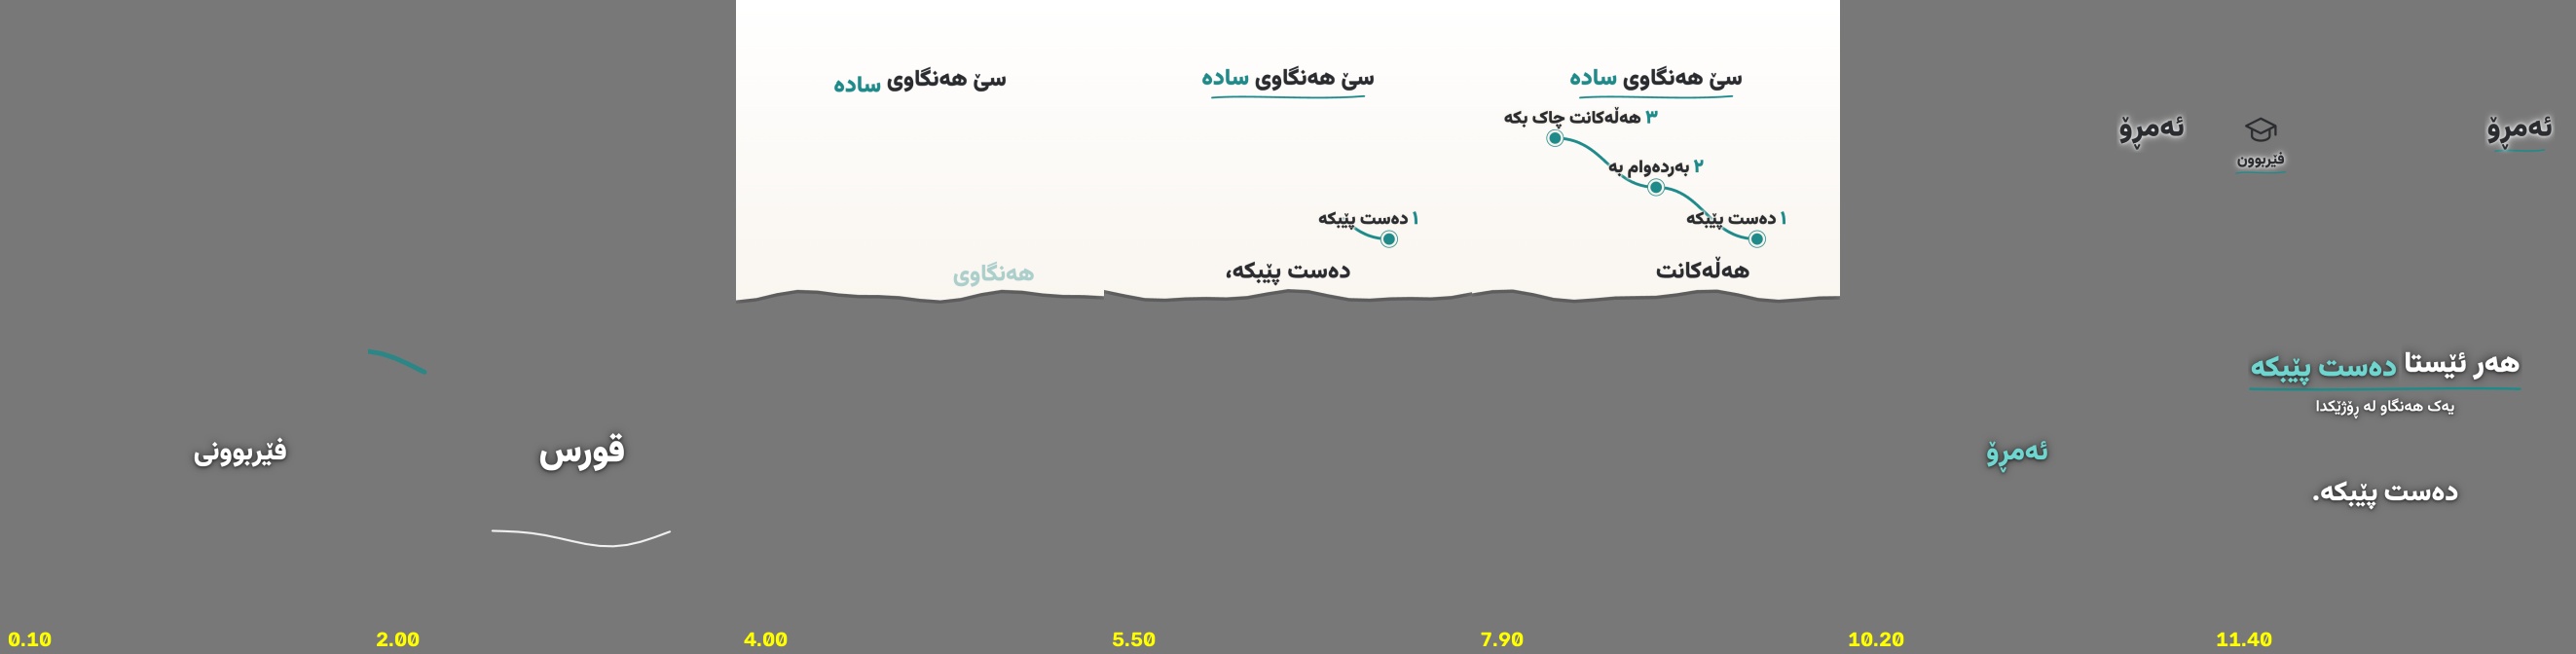 فێربوونی
0.10
قورس
2.00
سێ هەنگاوی سادە
هەنگاوی
4.00
سێ هەنگاوی سادە
١ دەست پێبکە
دەست پێبکە،
5.50
سێ هەنگاوی سادە
٣ هەڵەکانت چاک بکە
٢ بەردەوام بە
١ دەست پێبکە
هەڵەکانت
7.90
ئەمڕۆ
ئەمڕۆ
10.20
ئەمڕۆ
فێربوون
هەر ئێستا دەست پێبکە
یەک هەنگاو لە ڕۆژێکدا
دەست پێبکە.
11.40